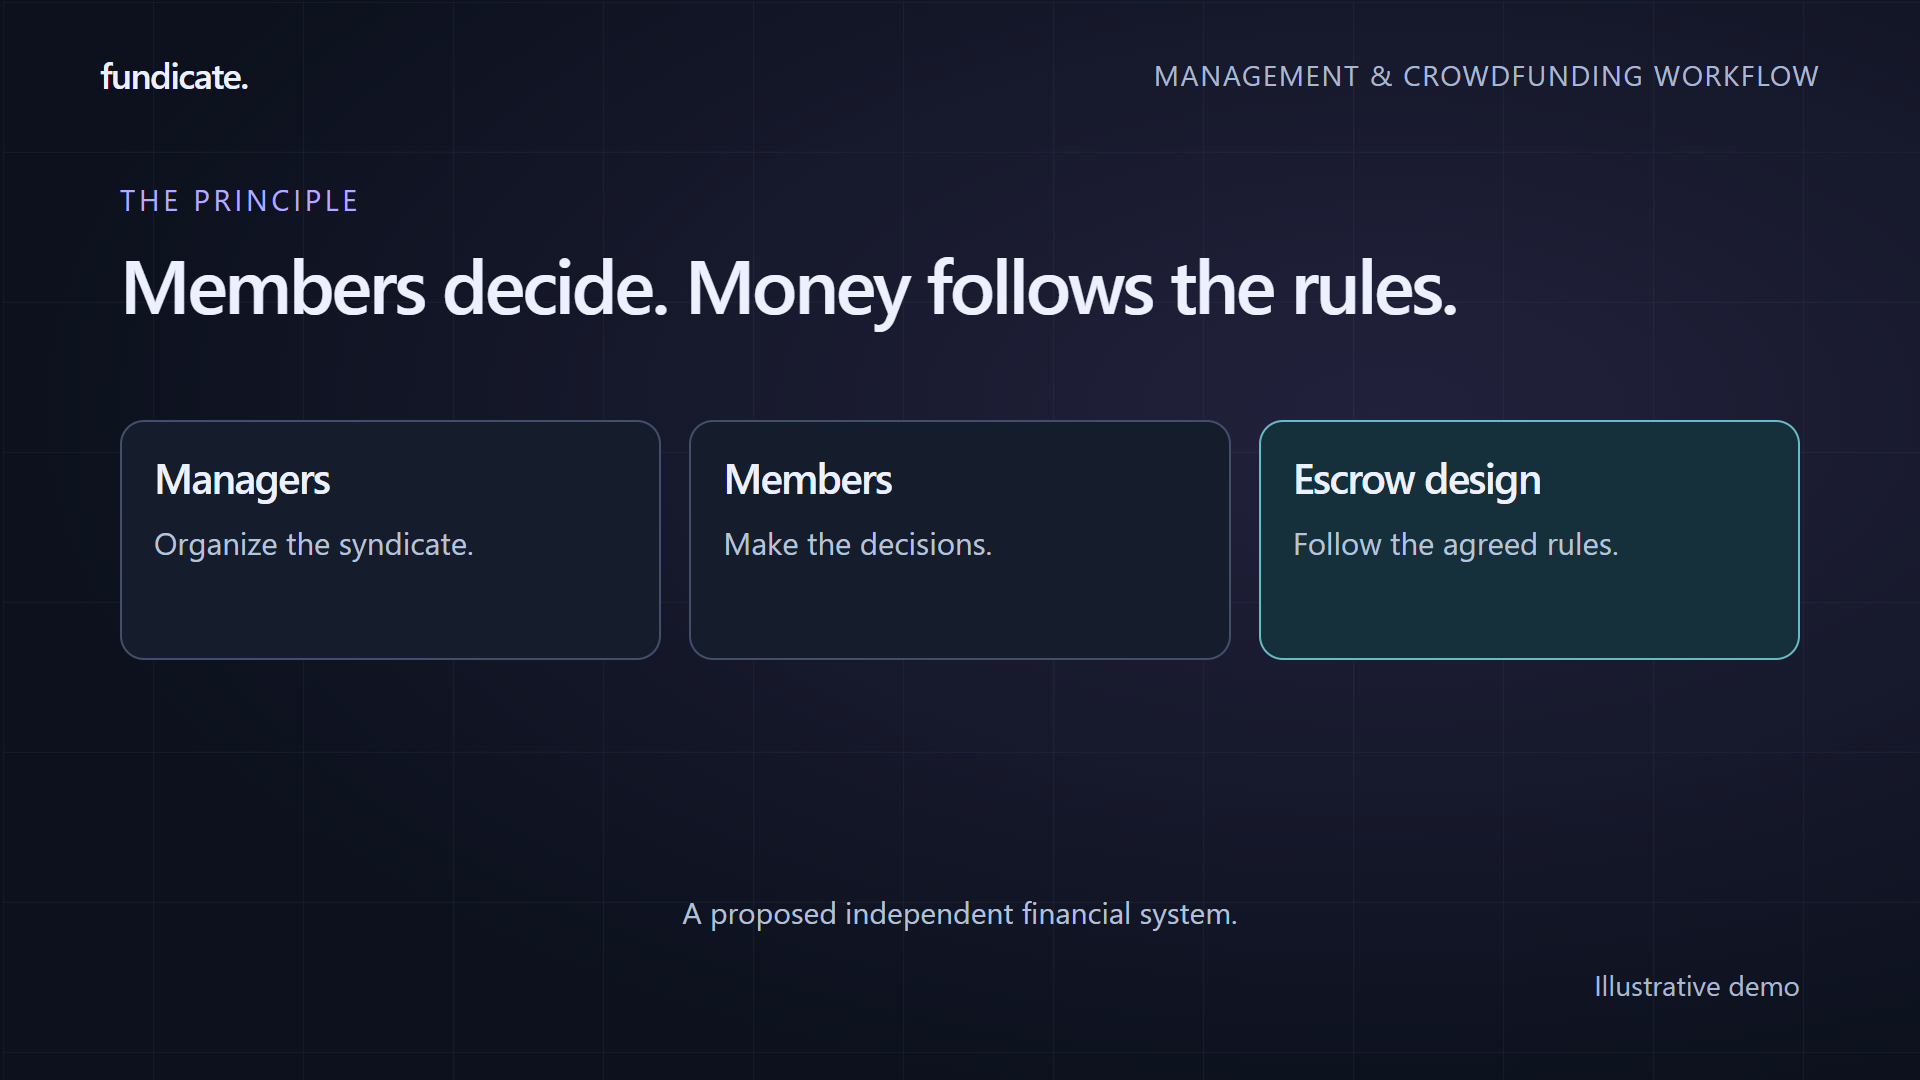 fundicate.
MANAGEMENT & CROWDFUNDING WORKFLOW
THE PRINCIPLE
Members decide. Money follows the rules.
Managers
Organize the syndicate.
Members
Make the decisions.
Escrow design
Follow the agreed rules.
A proposed independent financial system.
Illustrative demo